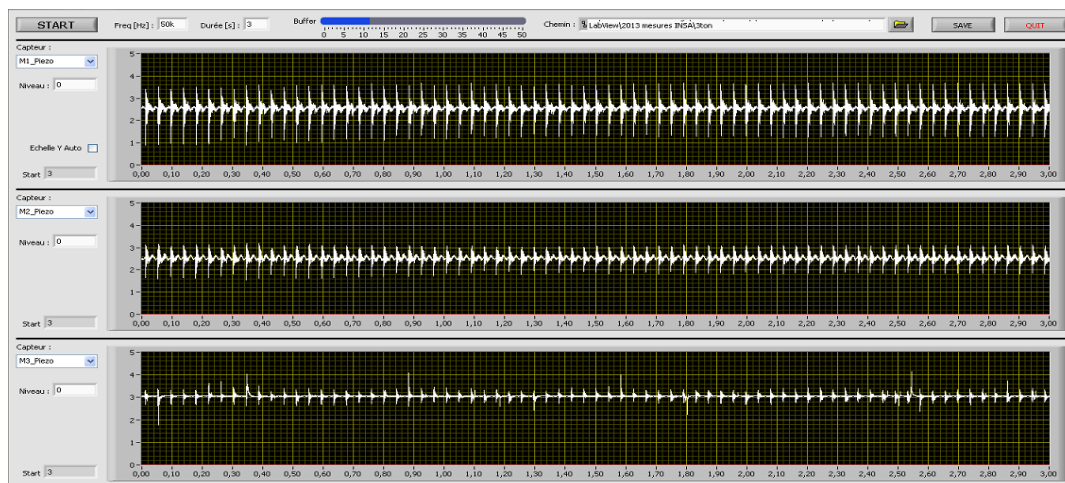 START Freq [Hz] : 50k Durée [s] : 3 Buffer Chemin : LabView\2013 mesures INSA\3ton SAVE QUIT
0 5 10 15 20 25 30 35 40 45 50
Capteur :
M1_Piezo
Niveau : 0
Echelle Y Auto
Start 3
5
4
3
2
1
0
0,00 0,10 0,20 0,30 0,40 0,50 0,60 0,70 0,80 0,90 1,00 1,10 1,20 1,30 1,40 1,50 1,60 1,70 1,80 1,90 2,00 2,10 2,20 2,30 2,40 2,50 2,60 2,70 2,80 2,90 3,00
Capteur :
M2_Piezo
Niveau : 0
Start 3
5
4
3
2
1
0
0,00 0,10 0,20 0,30 0,40 0,50 0,60 0,70 0,80 0,90 1,00 1,10 1,20 1,30 1,40 1,50 1,60 1,70 1,80 1,90 2,00 2,10 2,20 2,30 2,40 2,50 2,60 2,70 2,80 2,90 3,00
Capteur :
M3_Piezo
Niveau : 0
Start 3
5
4
3
2
1
0
0,00 0,10 0,20 0,30 0,40 0,50 0,60 0,70 0,80 0,90 1,00 1,10 1,20 1,30 1,40 1,50 1,60 1,70 1,80 1,90 2,00 2,10 2,20 2,30 2,40 2,50 2,60 2,70 2,80 2,90 3,00